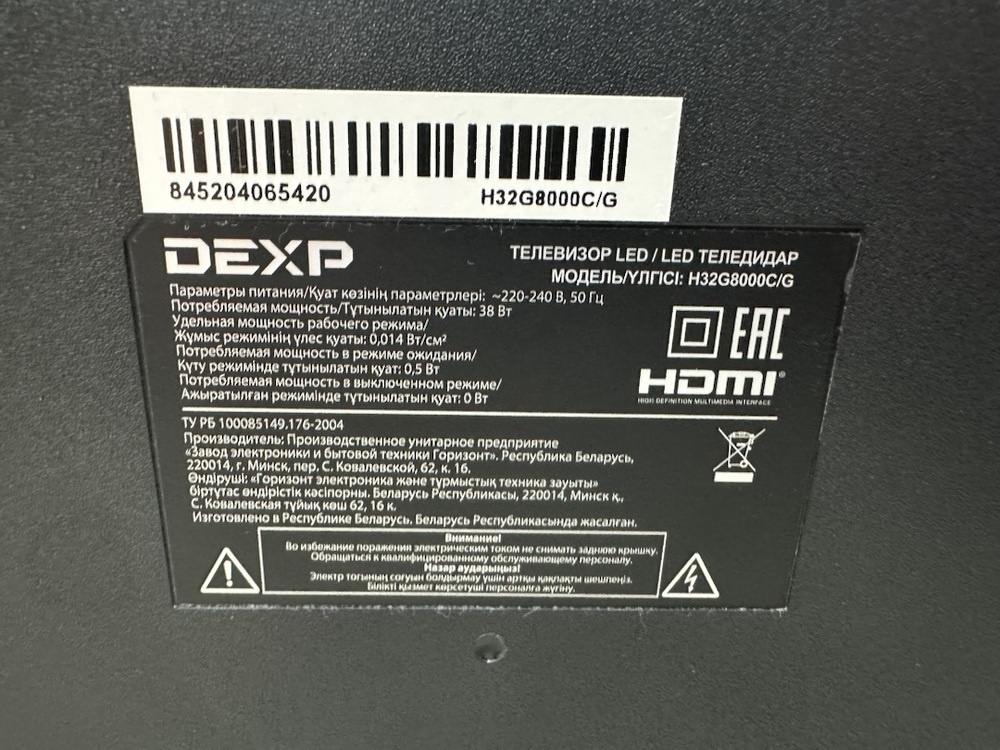 845204065420 H32G8000C/G
DEXP
ТЕЛЕВИЗОР LED / LED ТЕЛЕДИДАР
МОДЕЛЬ/ҮЛГІСІ: H32G8000C/G
Параметры питания/Қуат көзінің параметрлері: ~220-240 В, 50 Гц
Потребляемая мощность/Тұтынылатын қуаты: 38 Вт
Удельная мощность рабочего режима/
Жұмыс режимінің үлес қуаты: 0,014 Вт/см²
Потребляемая мощность в режиме ожидания/
Күту режимінде тұтынылатын қуат: 0,5 Вт
Потребляемая мощность в выключенном режиме/
Ажыратылған режимінде тұтынылатын қуат: 0 Вт
EAC
HDMI®
HIGH DEFINITION MULTIMEDIA INTERFACE
ТУ РБ 100085149.176-2004
Производитель: Производственное унитарное предприятие
«Завод электроники и бытовой техники Горизонт». Республика Беларусь,
220014, г. Минск, пер. С. Ковалевской, 62, к. 16.
Өндіруші: «Горизонт электроника және тұрмыстық техника зауыты»
біртұтас өндірістік кәсіпорны. Беларусь Республикасы, 220014, Минск қ.,
С. Ковалевская тұйық көш 62, 16 к.
Изготовлено в Республике Беларусь. Беларусь Республикасында жасалған.
Внимание!
Во избежание поражения электрическим током не снимать заднюю крышку.
Обращаться к квалифицированному обслуживающему персоналу.
Назар аударыңыз!
Электр тогының соғуын болдырмау үшін артқы қақпақты шешпеңіз.
Білікті қызмет көрсетуші персоналға жүгіну.